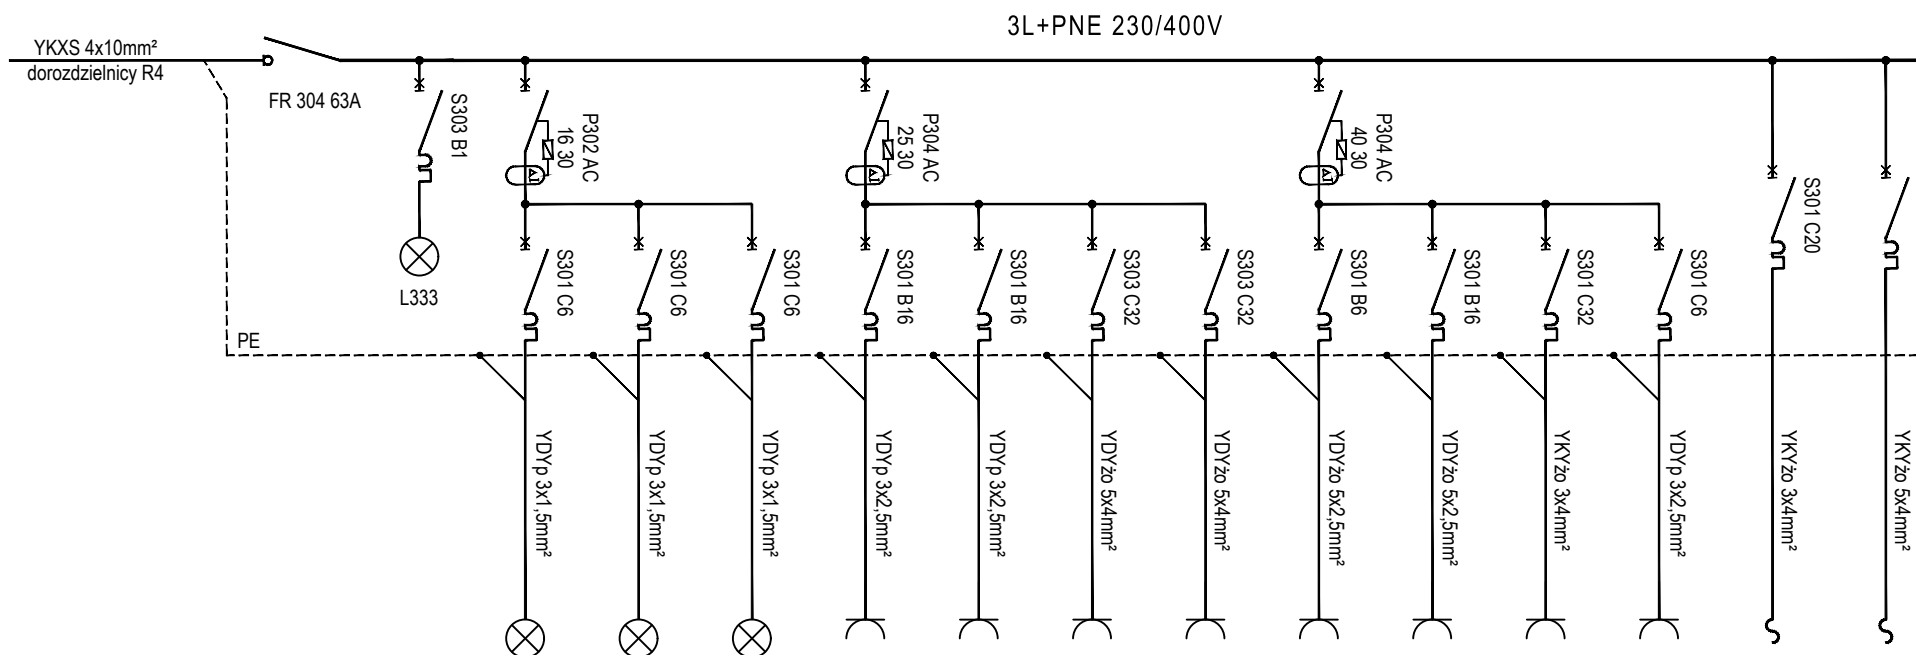 3L+PNE 230/400V
YKXS 4x10mm²
dorozdzielnicy R4
FR 304 63A
S303 B1
L333
P302 AC
16 30
P304 AC
25 30
P304 AC
40 30
S301 C20
S301 C6
S301 C6
S301 C6
S301 B16
S301 B16
S303 C32
S303 C32
S301 B6
S301 B16
S301 C32
S301 C6
PE
YDYp 3x1,5mm²
YDYp 3x1,5mm²
YDYp 3x1,5mm²
YDYp 3x2,5mm²
YDYp 3x2,5mm²
YDYżo 5x4mm²
YDYżo 5x4mm²
YDYżo 5x2,5mm²
YDYżo 5x2,5mm²
YKYżo 3x4mm²
YDYp 3x2,5mm²
YKYżo 3x4mm²
YKYżo 5x4mm²